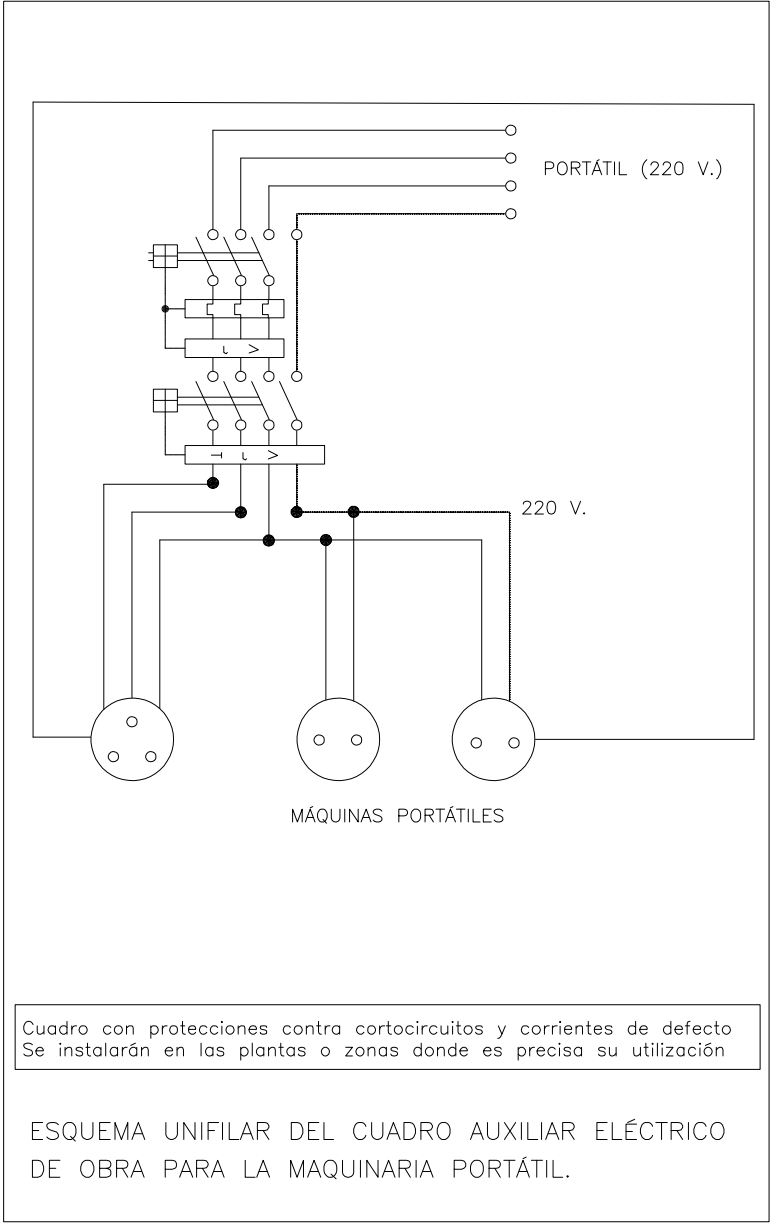 PORTÁTIL (220 V.)
220 V.
MÁQUINAS PORTÁTILES
Cuadro con protecciones contra cortocircuitos y corrientes de defecto
Se instalarán en las plantas o zonas donde es precisa su utilización
ESQUEMA UNIFILAR DEL CUADRO AUXILIAR ELÉCTRICO
DE OBRA PARA LA MAQUINARIA PORTÁTIL.